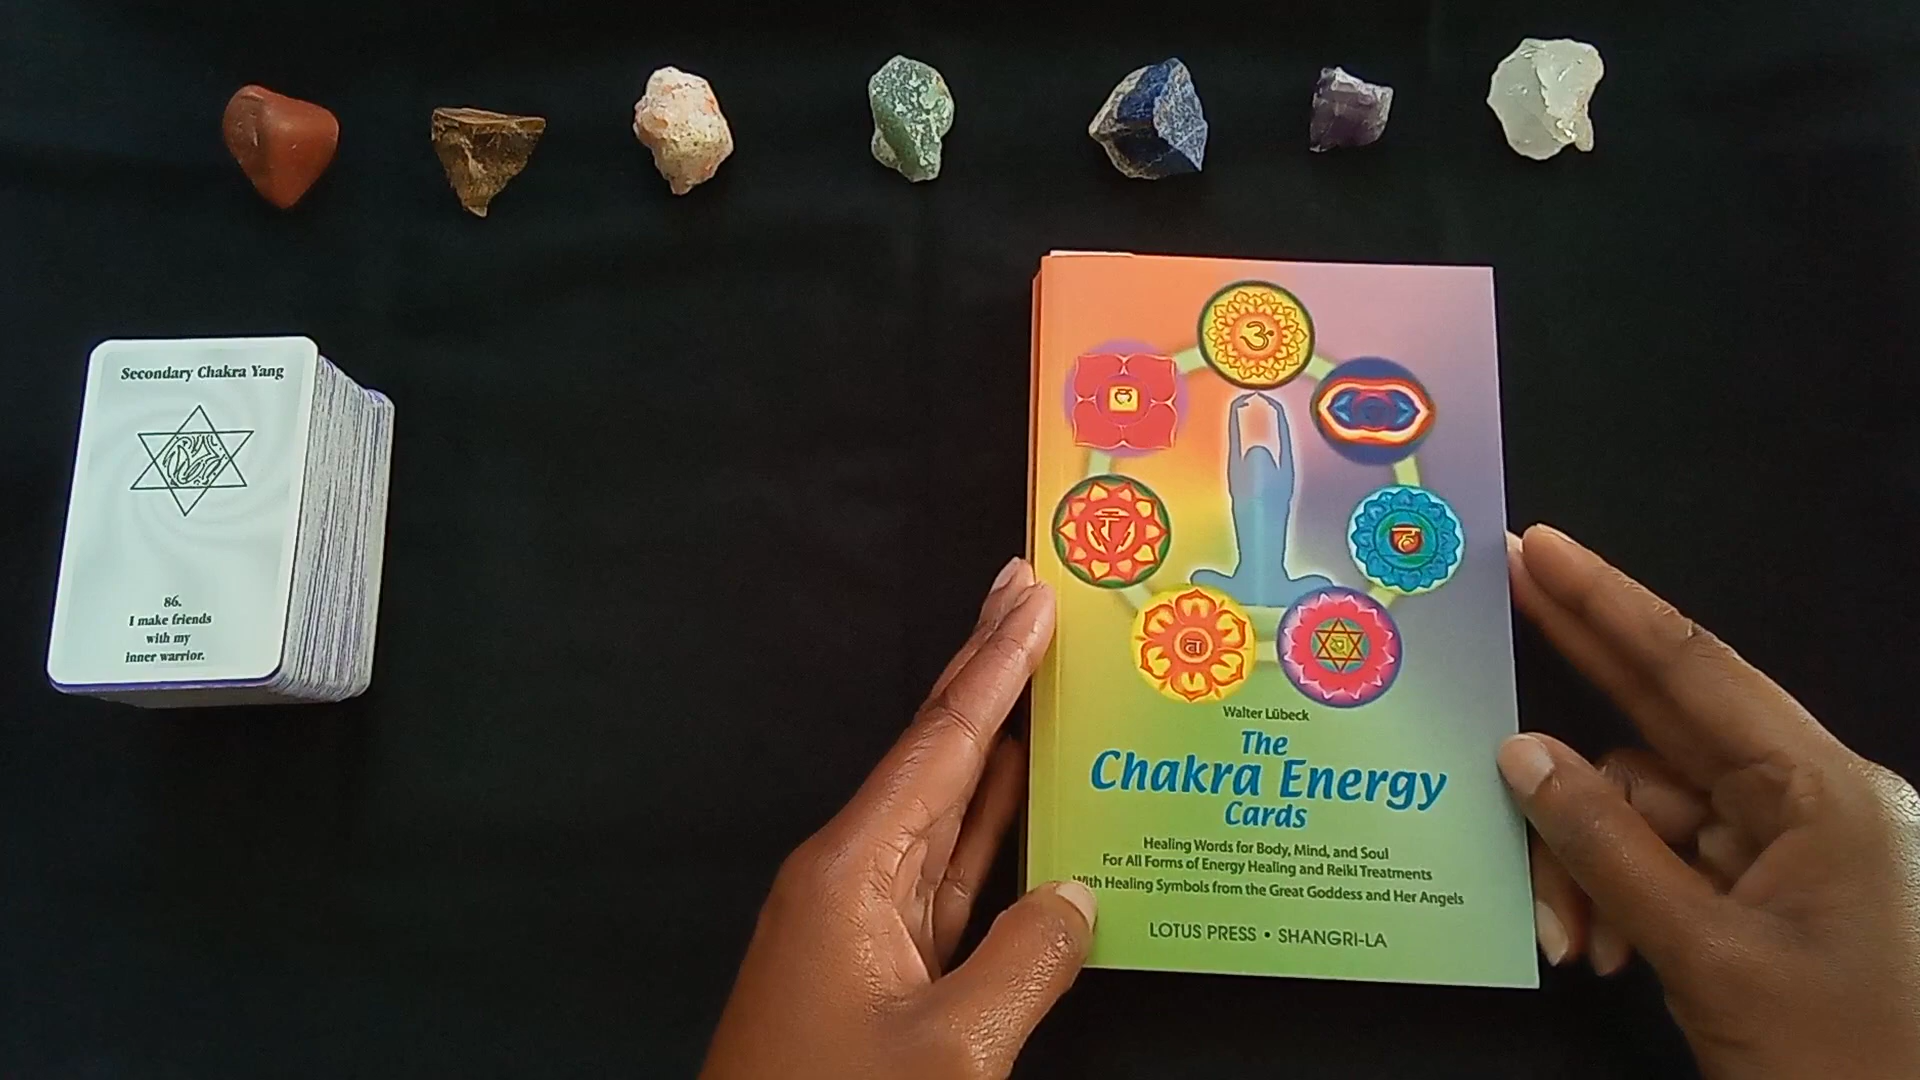 Secondary Chakra Yang
86.
I make friends
with my
inner warrior.
Walter Lübeck
The
Chakra Energy
Cards
Healing Words for Body, Mind, and Soul
For All Forms of Energy Healing and Reiki Treatments
With Healing Symbols from the Great Goddess and Her Angels
LOTUS PRESS • SHANGRI-LA